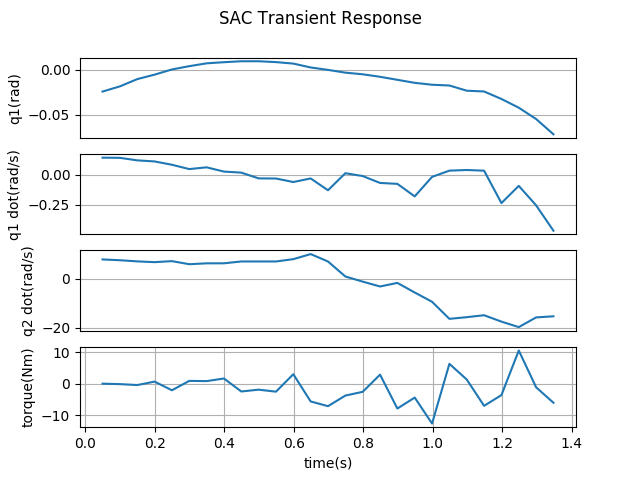 SAC Transient Response
0.00
−0.05
q1(rad)
0.00
−0.25
q1 dot(rad/s)
0
−20
q2 dot(rad/s)
10
0
−10
torque(Nm)
0.0 0.2 0.4 0.6 0.8 1.0 1.2 1.4
time(s)